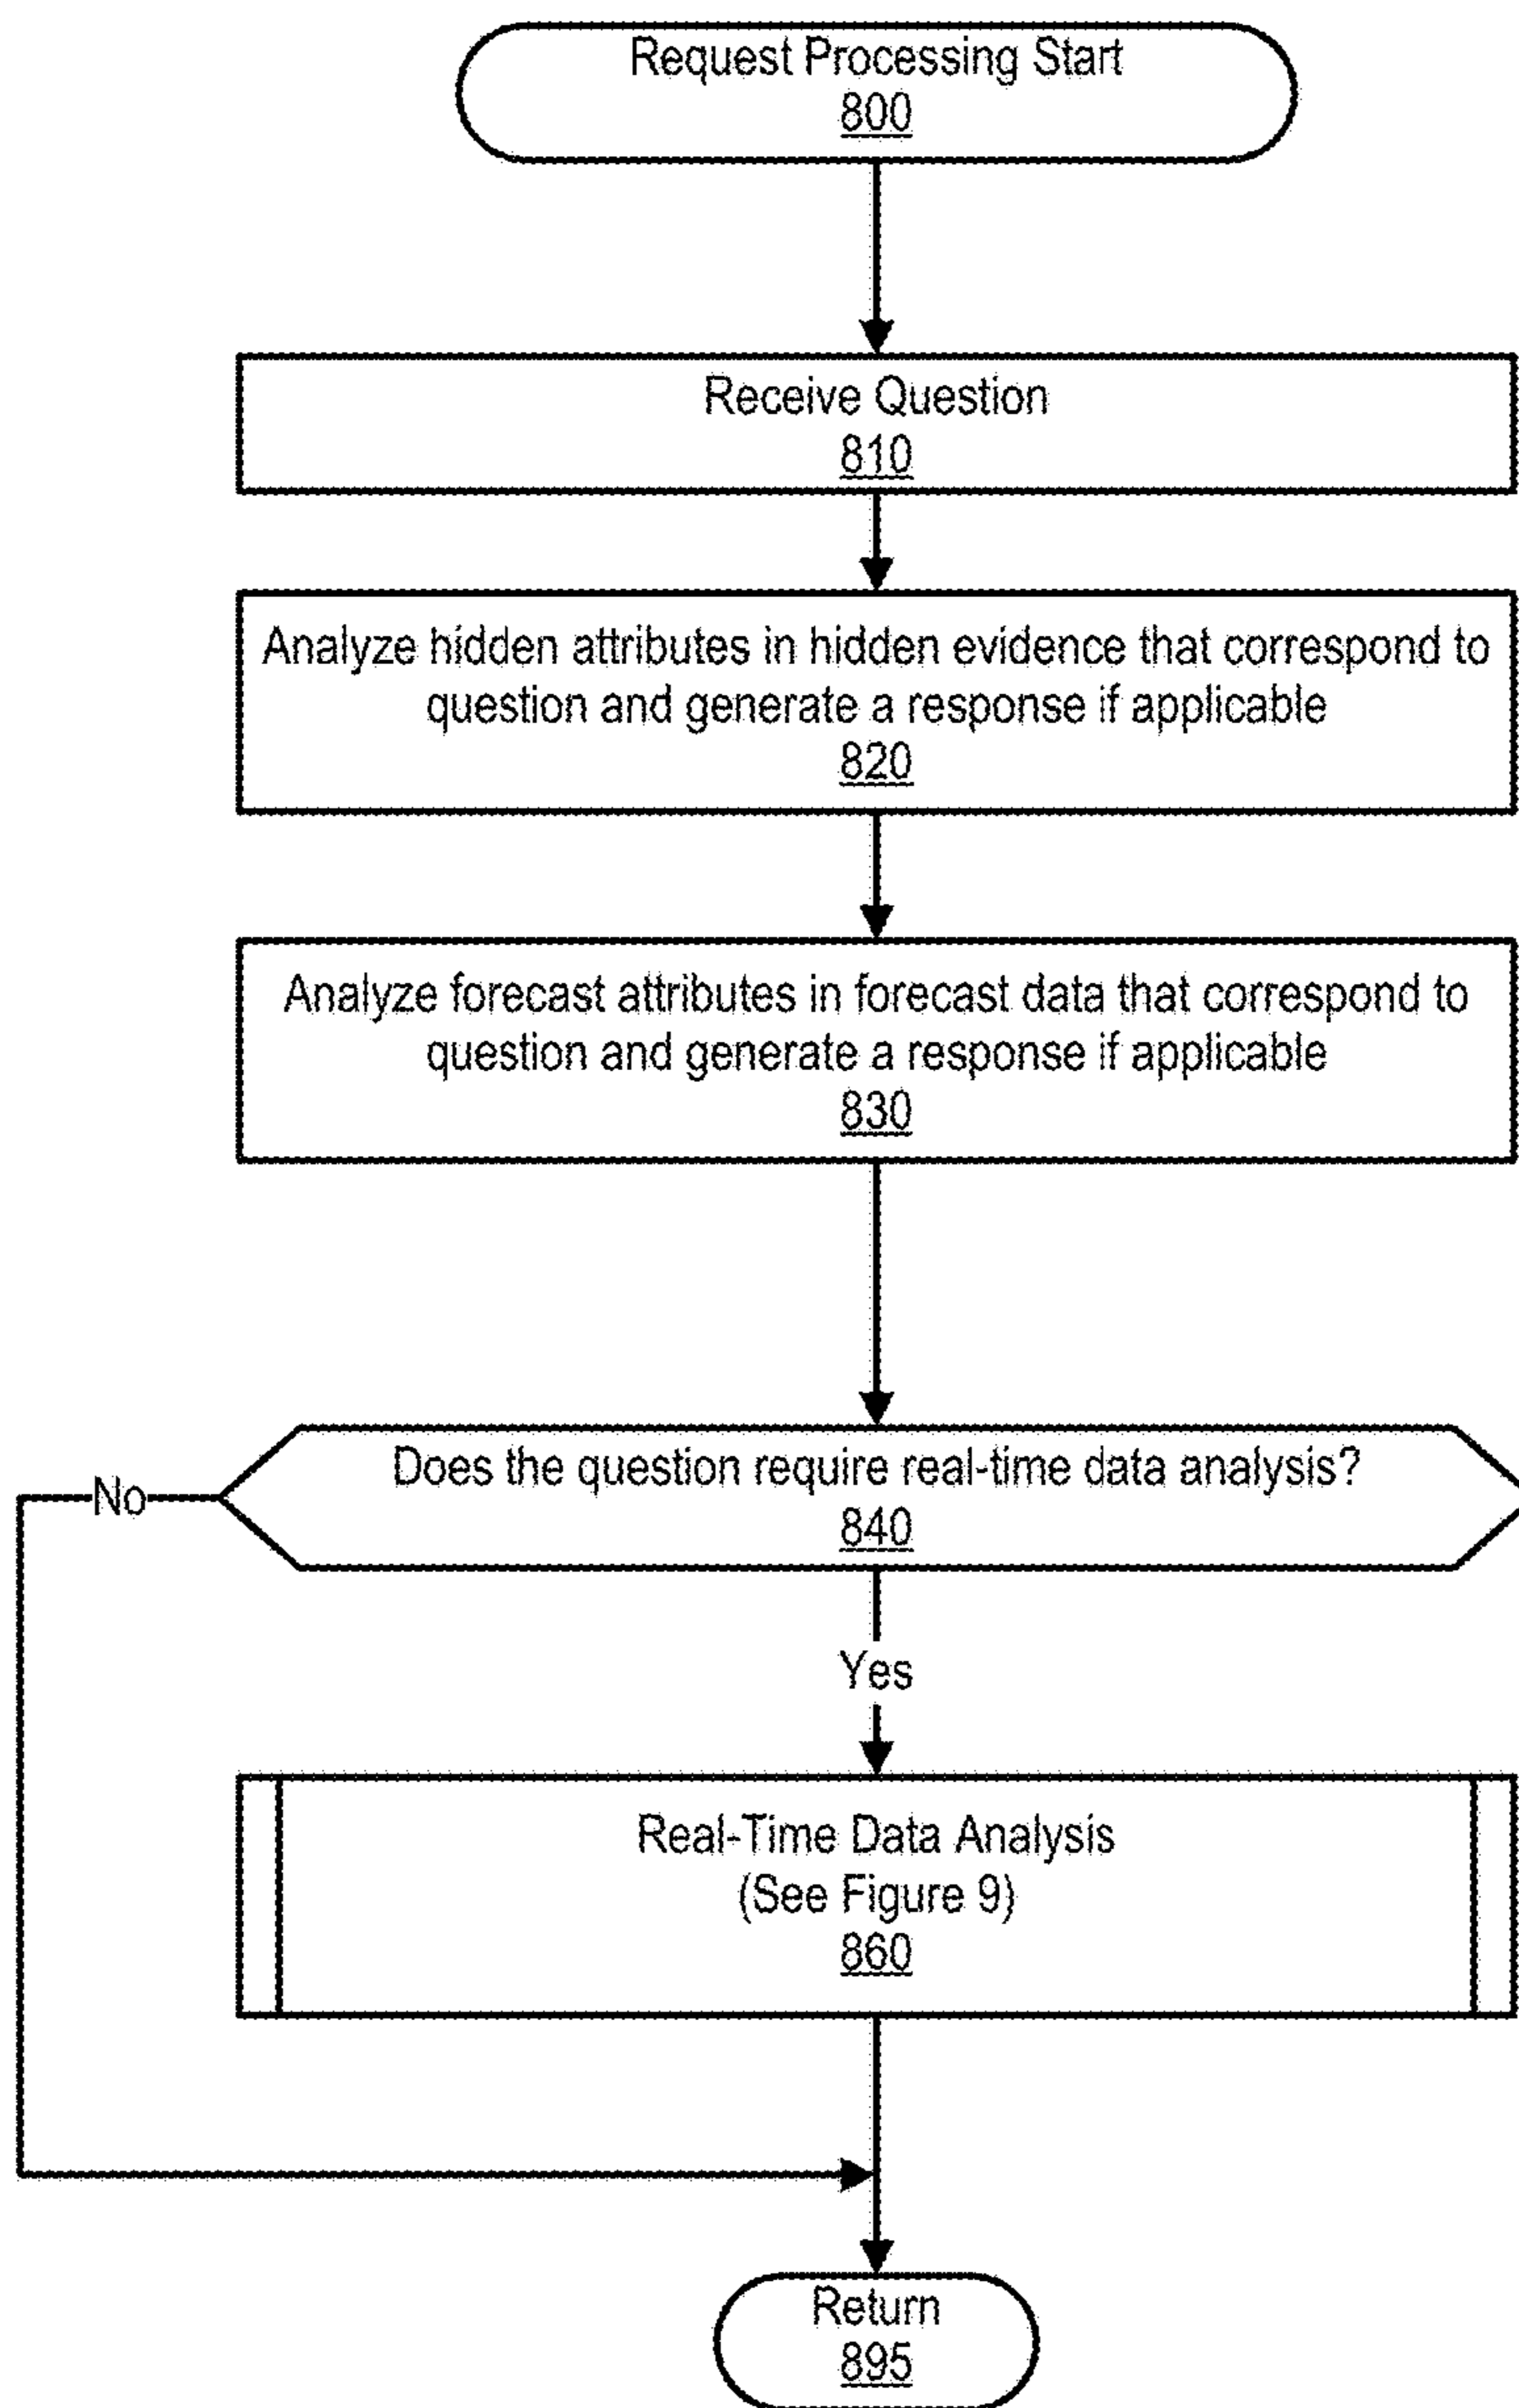 Request Processing Start
800
Receive Question
810
Analyze hidden attributes in hidden evidence that correspond to
question and generate a response if applicable
820
Analyze forecast attributes in forecast data that correspond to
question and generate a response if applicable
830
Does the question require real-time data analysis?
840
No
Yes
Real-Time Data Analysis
(See Figure 9)
860
Return
895